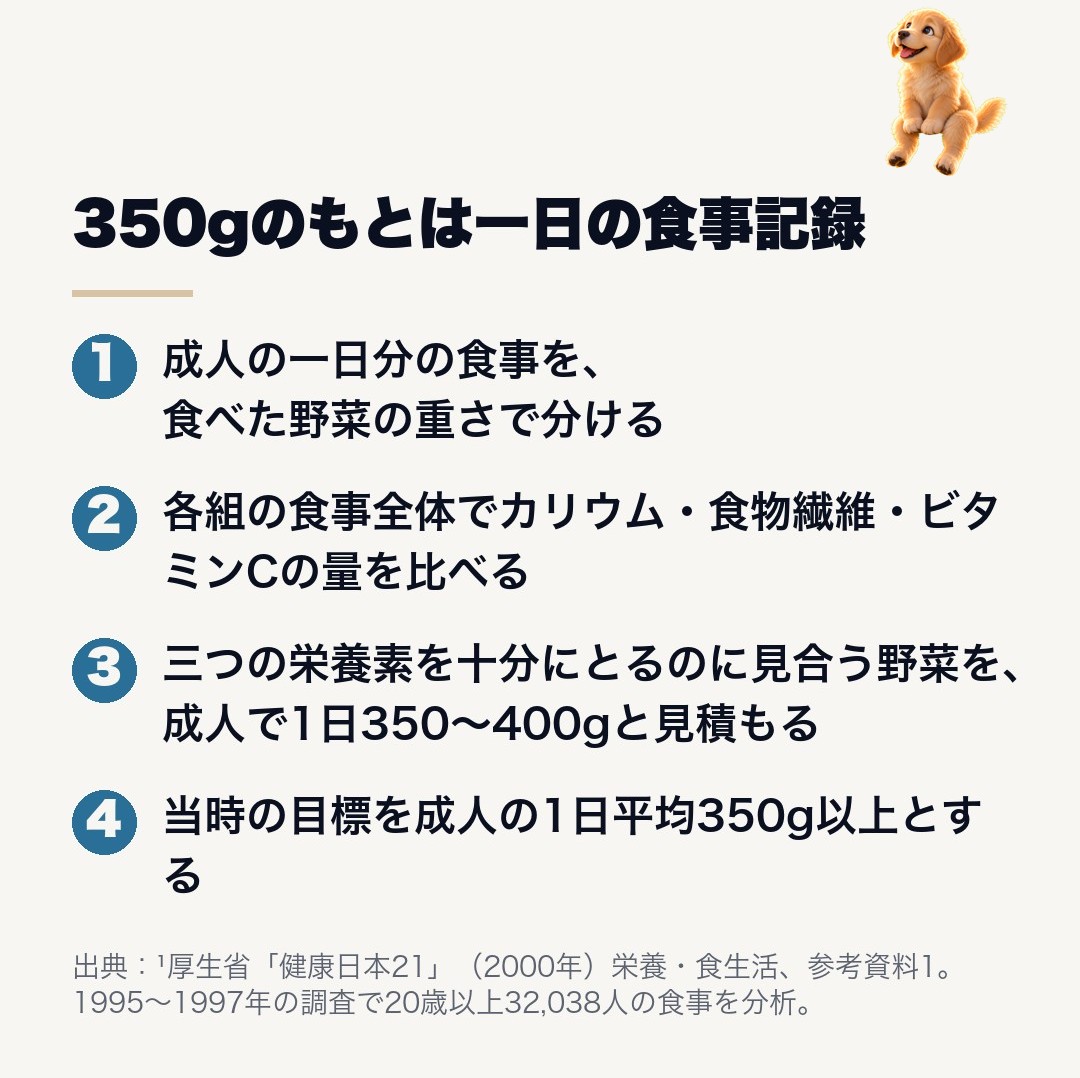 350gのもとは一日の食事記録
1 成人の一日分の食事を、
食べた野菜の重さで分ける
2 各組の食事全体でカリウム・食物繊維・ビタ
ミンCの量を比べる
3 三つの栄養素を十分にとるのに見合う野菜を、
成人で1日350〜400gと見積もる
4 当時の目標を成人の1日平均350g以上とす
る
出典：¹厚生省「健康日本21」（2000年）栄養・食生活、参考資料1。
1995〜1997年の調査で20歳以上32,038人の食事を分析。